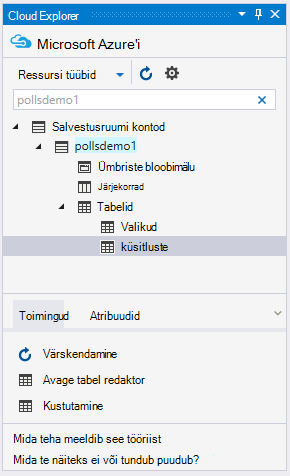 Cloud Explorer
Microsoft Azure'i
Ressursi tüübid
pollsdemo1
Salvestusruumi kontod
pollsdemo1
Ümbriste bloobimälu
Järjekorrad
Tabelid
Valikud
küsitluste
Toimingud Atribuudid
Värskendamine
Avage tabel redaktor
Kustutamine
Mida teha meeldib see tööriist
Mida te näiteks ei või tundub puudub?